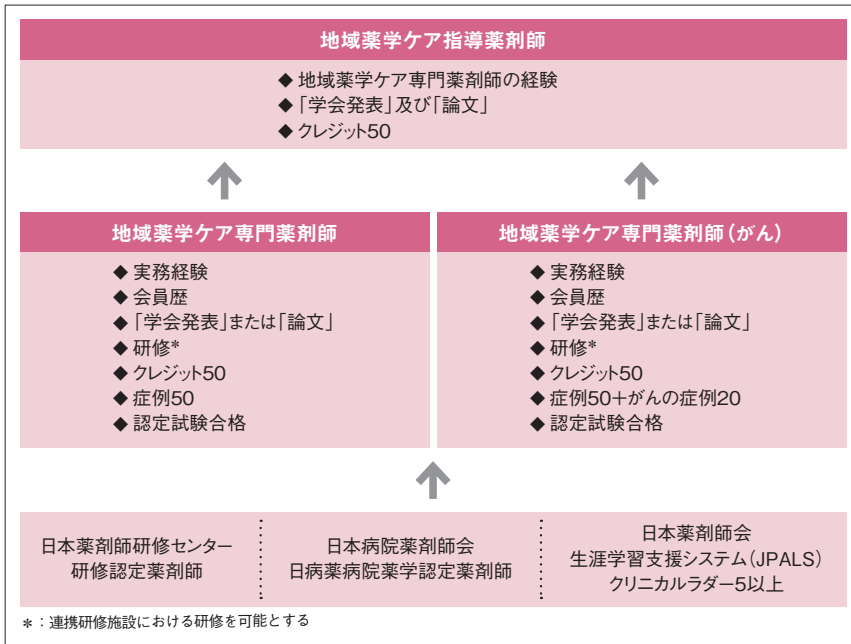 地域薬学ケア指導薬剤師
◆ 地域薬学ケア専門薬剤師の経験
◆「学会発表」及び「論文」
◆ クレジット50
地域薬学ケア専門薬剤師
◆ 実務経験
◆ 会員歴
◆「学会発表」または「論文」
◆ 研修*
◆ クレジット50
◆ 症例50
◆ 認定試験合格
地域薬学ケア専門薬剤師(がん)
◆ 実務経験
◆ 会員歴
◆「学会発表」または「論文」
◆ 研修*
◆ クレジット50
◆ 症例50+がんの症例20
◆ 認定試験合格
日本薬剤師研修センター
研修認定薬剤師
日本病院薬剤師会
日病薬病院薬学認定薬剤師
日本薬剤師会
生涯学習支援システム(JPALS)
クリニカルラダー5以上
*:連携研修施設における研修を可能とする